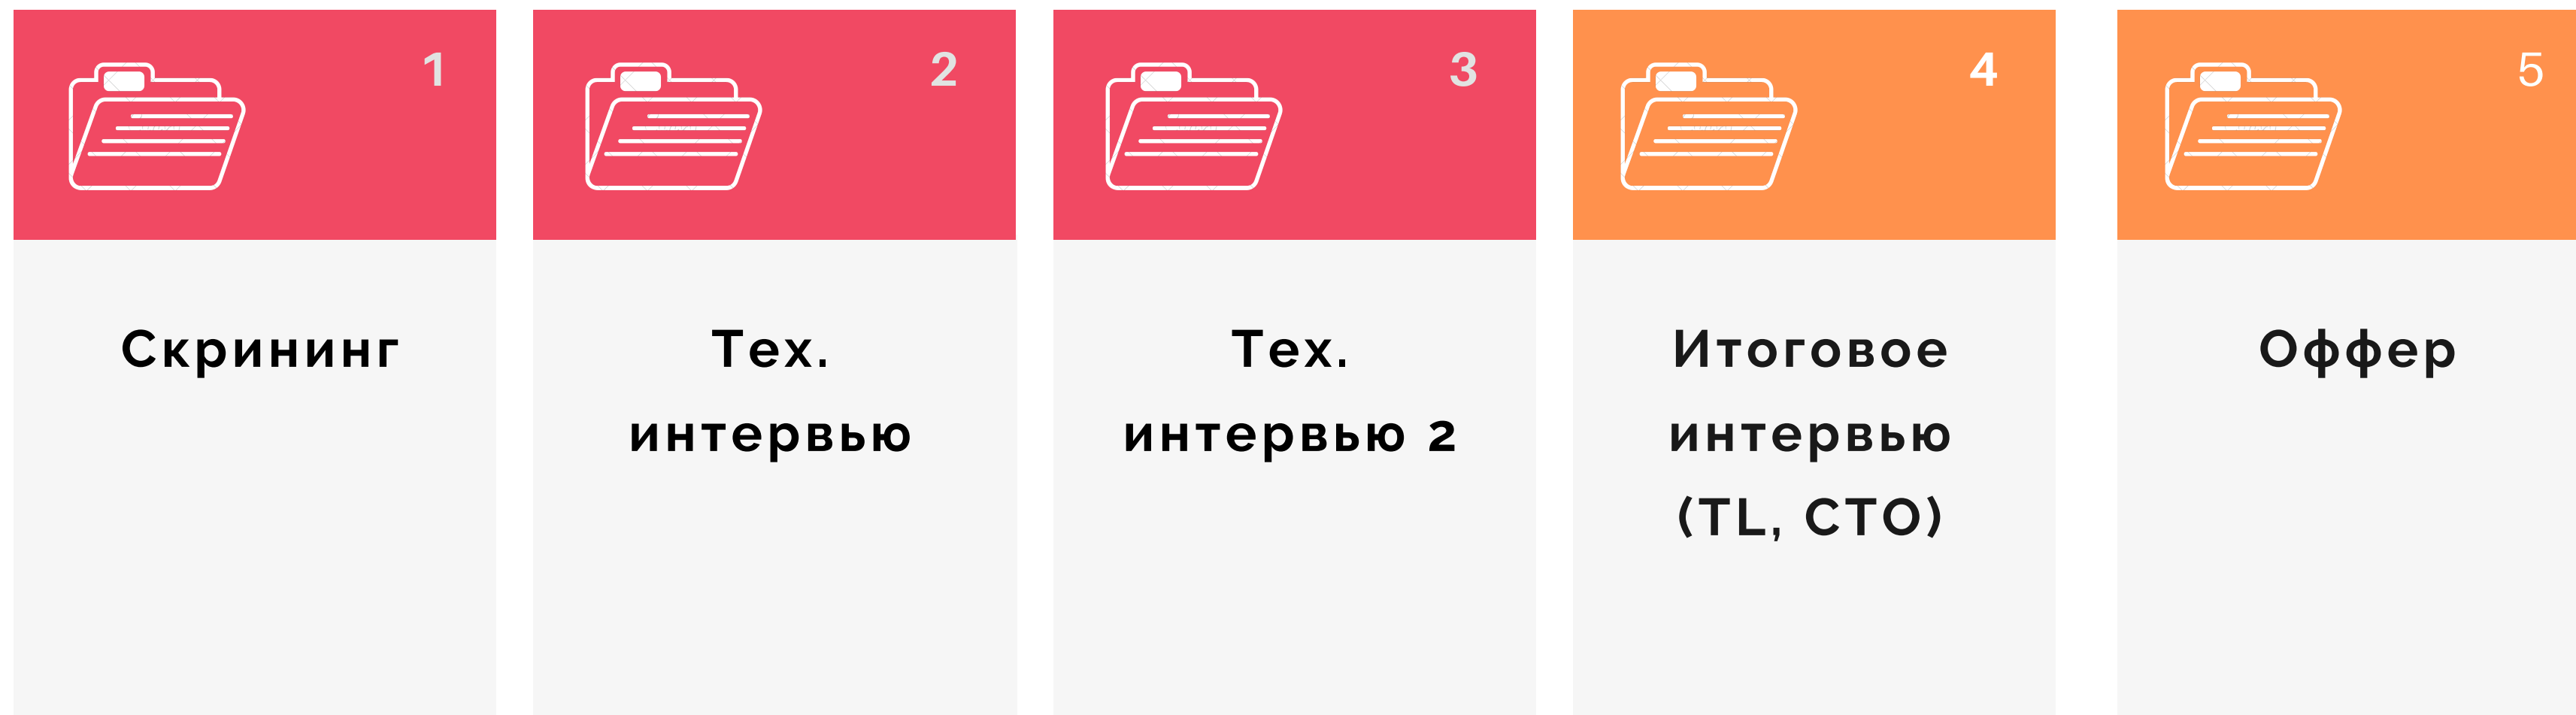 1
Скрининг
2
Тех.
интервью
3
Тех.
интервью 2
4
Итоговое
интервью
(TL, CTO)
5
Оффер